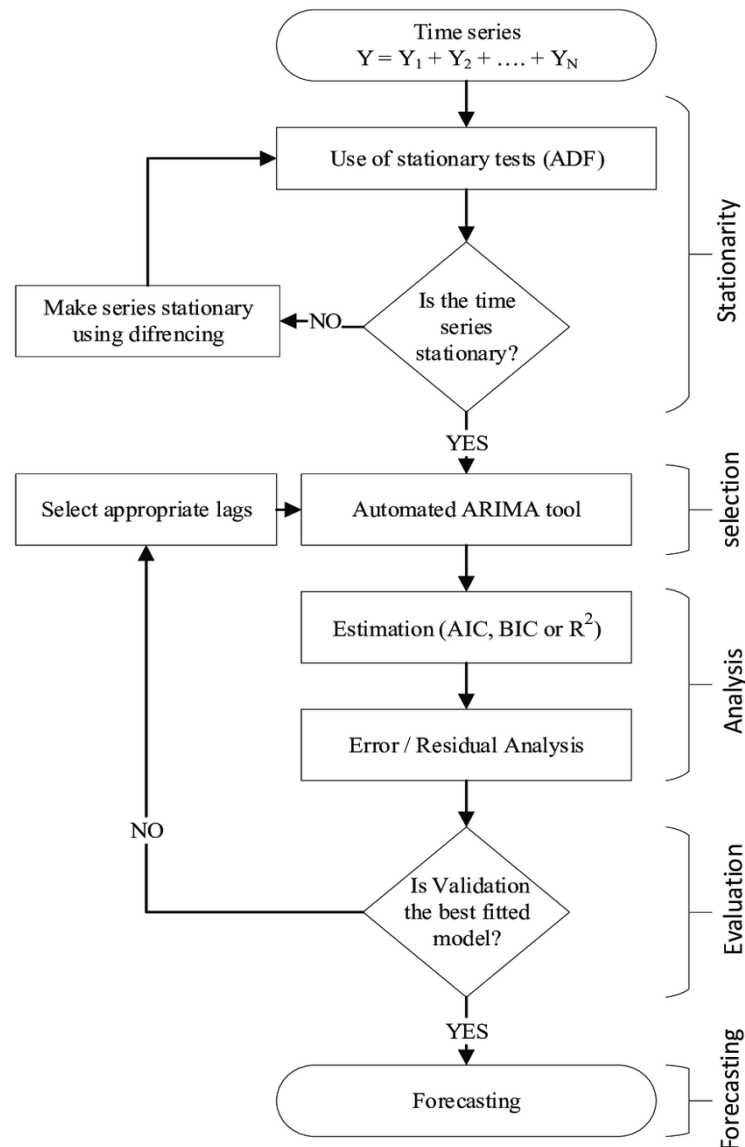 Time series
Y = Y₁ + Y₂ + .... + Y_N
Use of stationary tests (ADF)
Is the time
series
stationary?
NO
Make series stationary
using difrencing
YES
Stationarity
Select appropriate lags
Automated ARIMA tool
selection
Estimation (AIC, BIC or R²)
Error / Residual Analysis
Analysis
NO
Is Validation
the best fitted
model?
Evaluation
YES
Forecasting
Forecasting